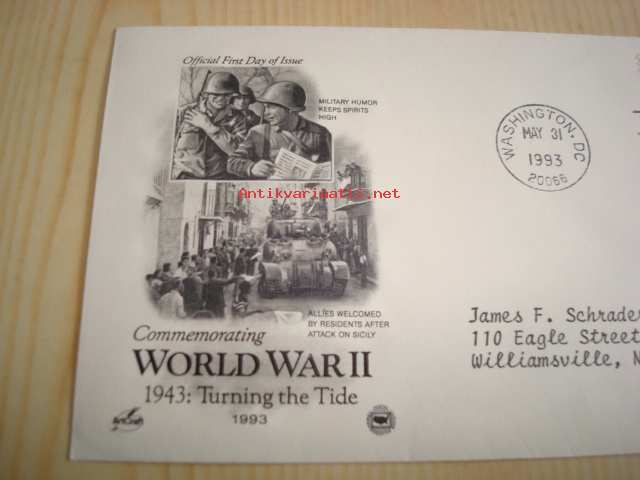 Official First Day of Issue
MILITARY HUMOR
KEEPS SPIRITS
HIGH
Antikvarimatic.net
ALLIES WELCOMED
BY RESIDENTS AFTER
ATTACK ON SICILY
Commemorating
WORLD WAR II
1943: Turning the Tide
1993
ArtCraft
WASHINGTON, DC
MAY 31
1993
20066
James F. Schrader
110 Eagle Street
Williamsville, N